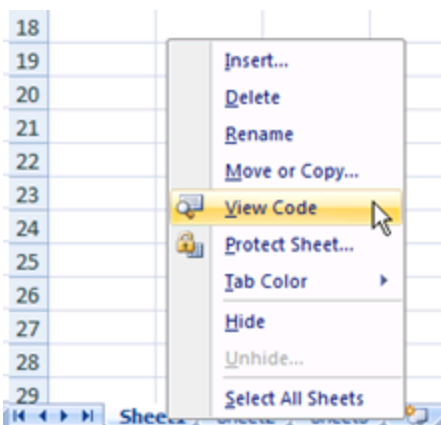 18
19
Insert...
20
Delete
21
Rename
22
Move or Copy...
23
View Code
24
Protect Sheet...
25
Tab Color
26
27
Hide
28
Unhide...
29
Select All Sheets
Sheet1